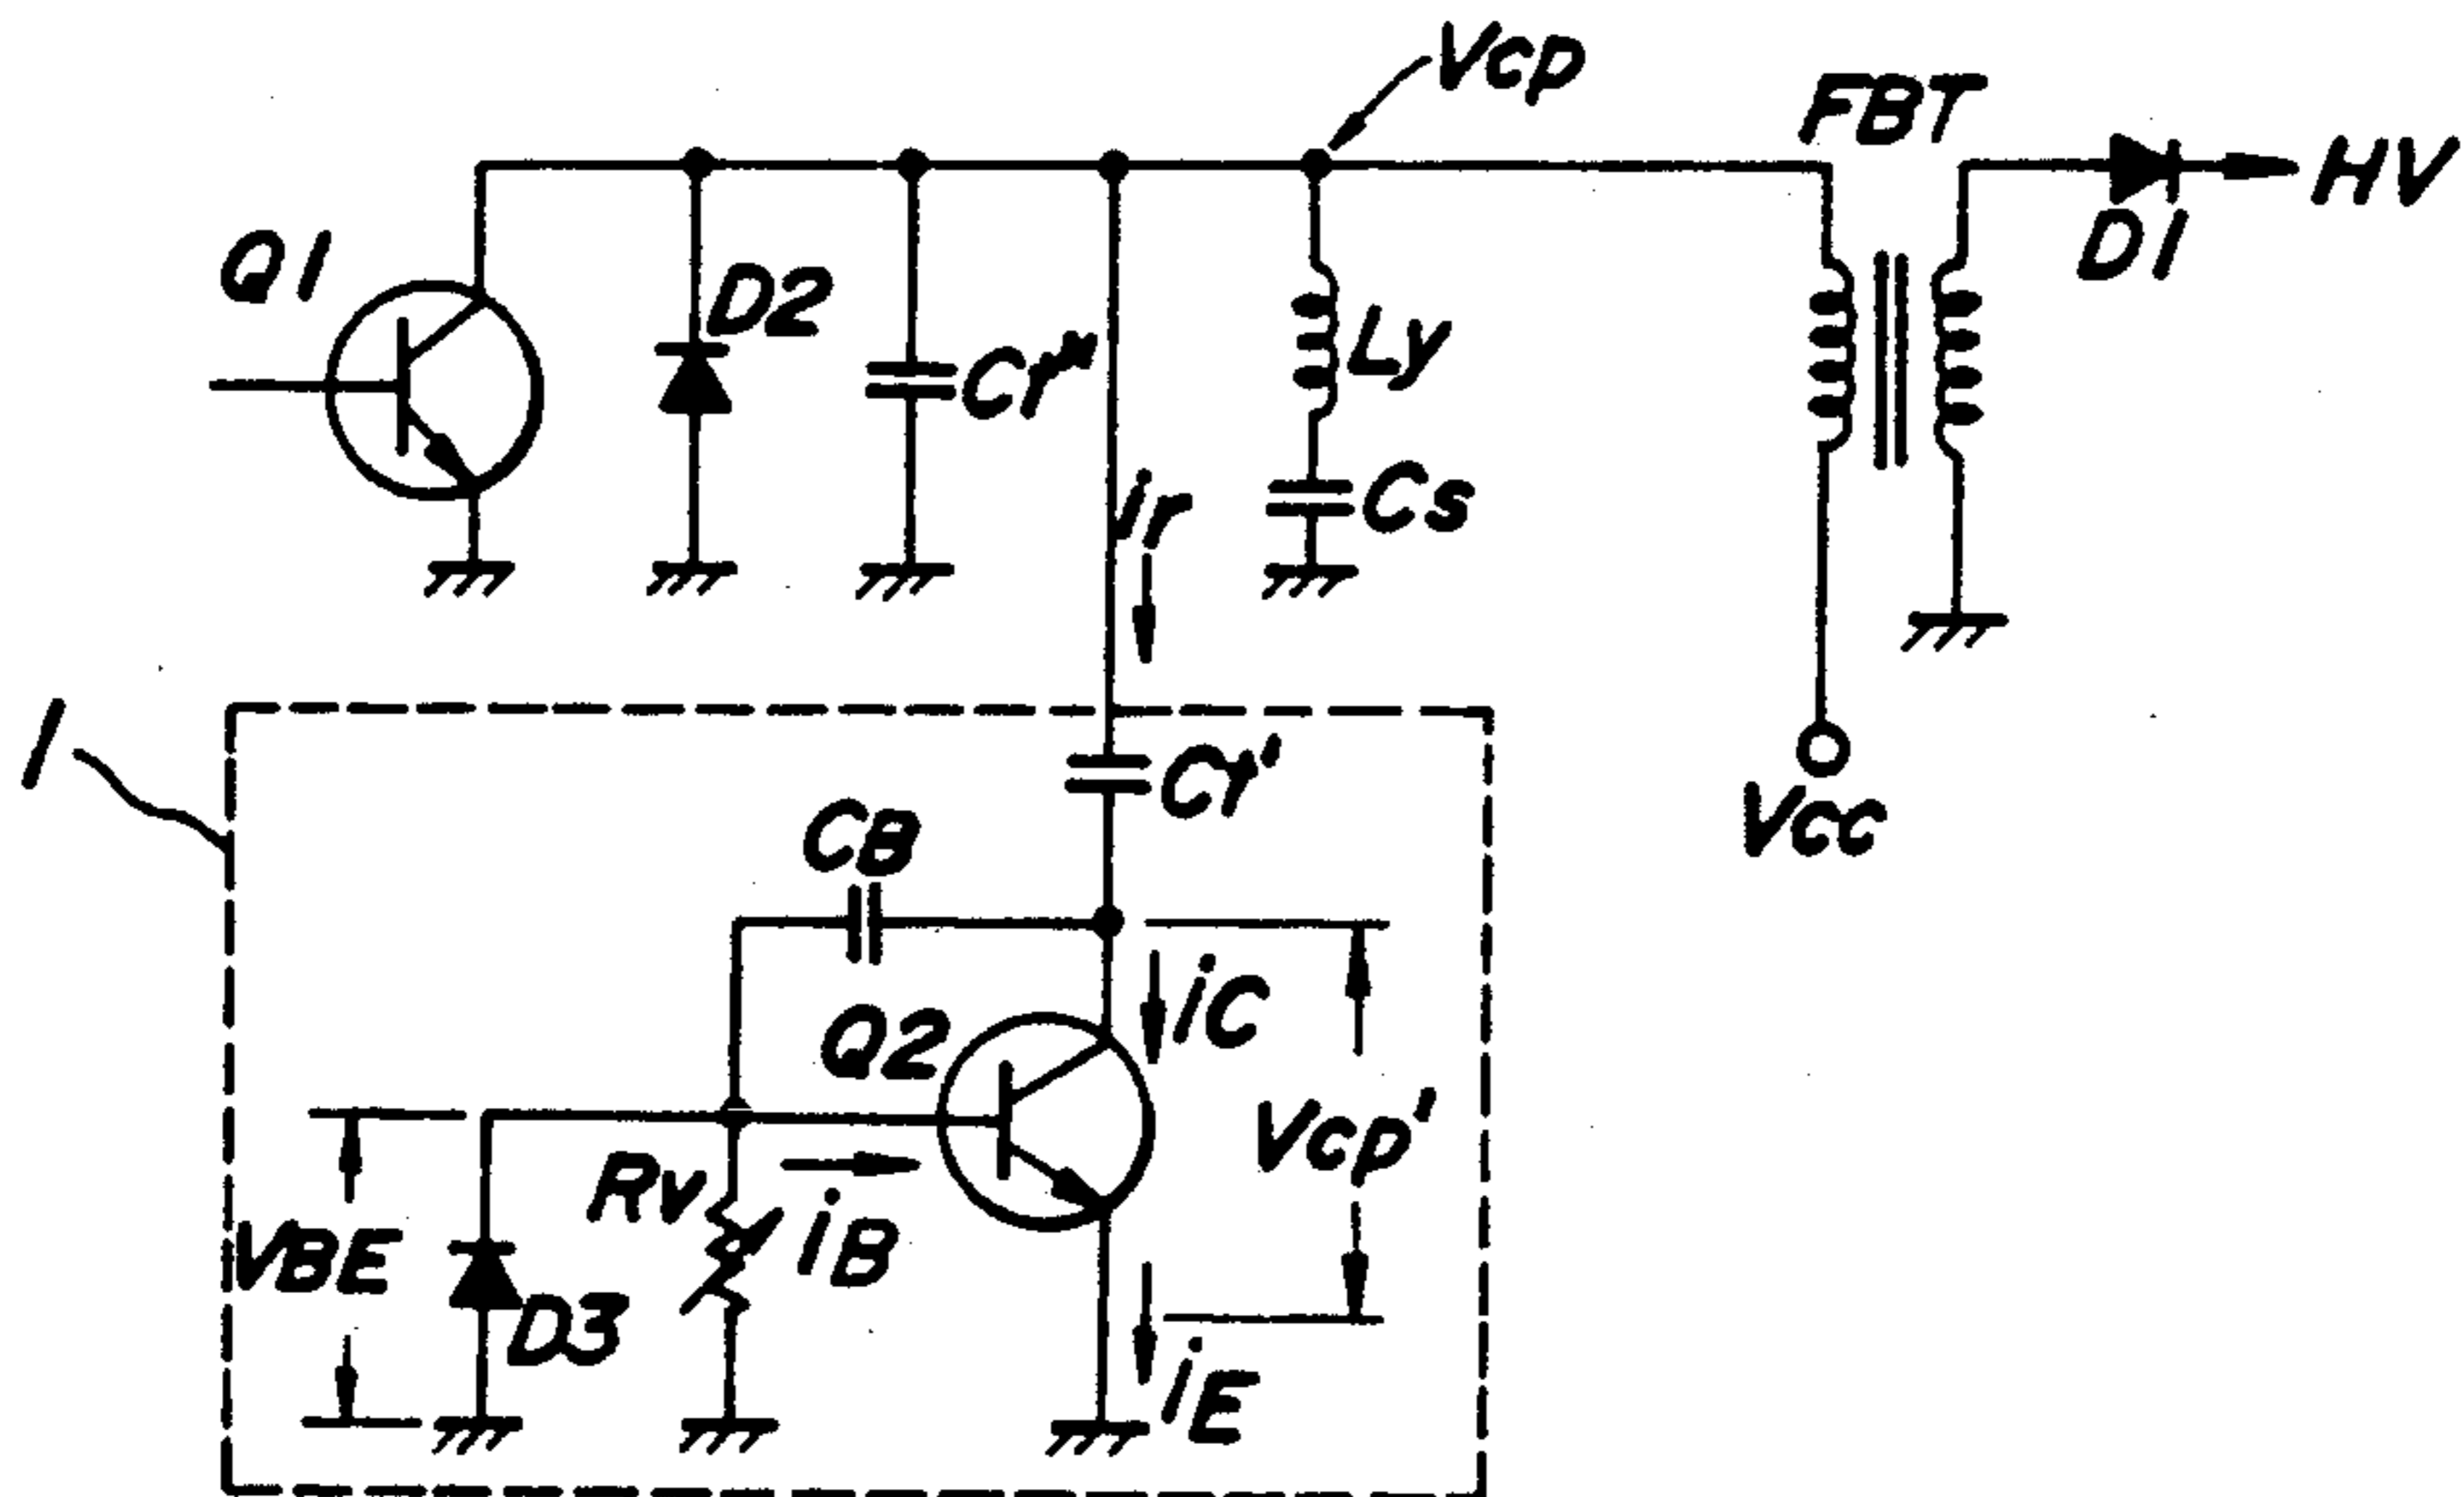 Vcp
FBT
HV
D1
Q1
D2
Cr"
Ly
Cs
ir
1
Cr'
Vcc
CB
ic
Q2
Vcp'
Rv
iB
VBE
D3
iE